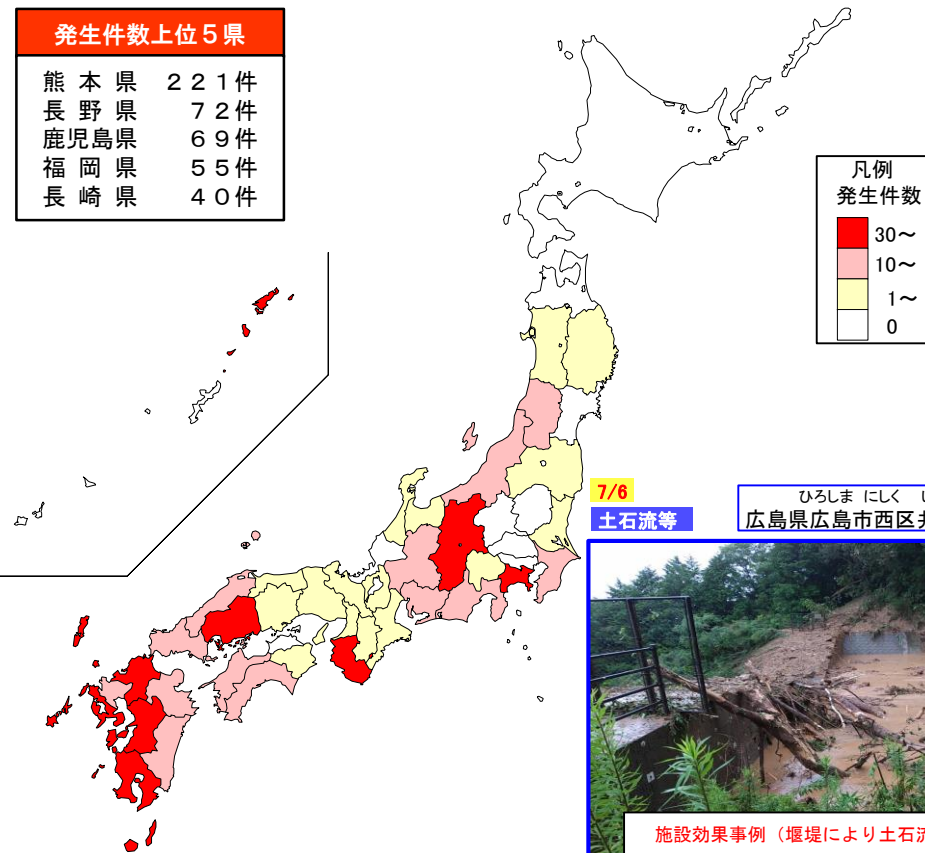 発生件数上位５県
熊本県 ２２１件
長野県 ７２件
鹿児島県 ６９件
福岡県 ５５件
長崎県 ４０件
凡例
発生件数
30～
10～
1～
0
7/6
土石流等
ひろしま にしく
広島県広島市西区
施設効果事例（堰堤により土石流